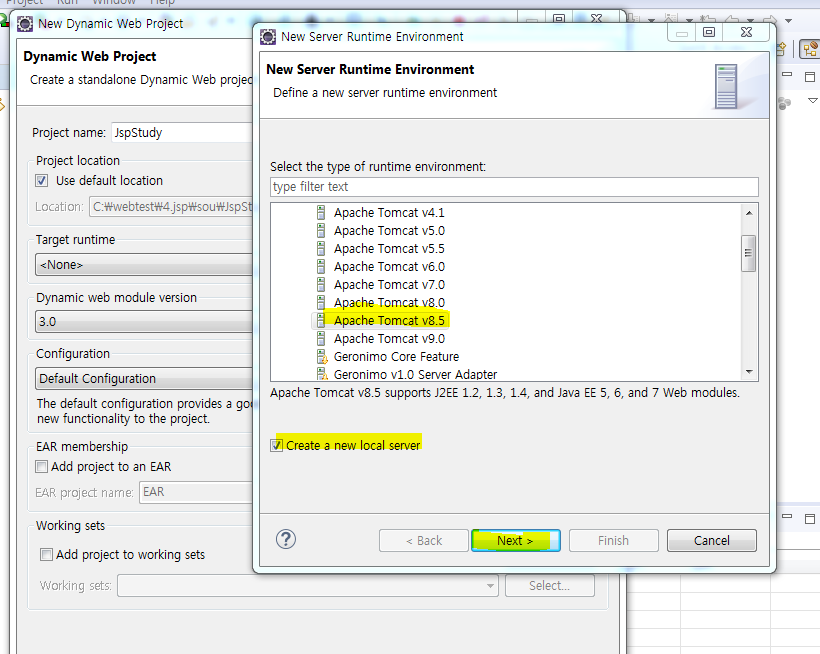 Project Run Window Help
New Dynamic Web Project
Dynamic Web Project
Create a standalone Dynamic Web projec
Project name: JspStudy
Project location
Use default location
Location: C:₩webtest₩4.jsp₩sou₩JspSt
Target runtime
<None>
Dynamic web module version
3.0
Configuration
Default Configuration
The default configuration provides a goo
new functionality to the project.
EAR membership
Add project to an EAR
EAR project name: EAR
Working sets
Add project to working sets
Working sets: Select...
New Server Runtime Environment
New Server Runtime Environment
Define a new server runtime environment
Select the type of runtime environment:
type filter text
Apache Tomcat v4.1
Apache Tomcat v5.0
Apache Tomcat v5.5
Apache Tomcat v6.0
Apache Tomcat v7.0
Apache Tomcat v8.0
Apache Tomcat v8.5
Apache Tomcat v9.0
Geronimo Core Feature
Geronimo v1.0 Server Adapter
Apache Tomcat v8.5 supports J2EE 1.2, 1.3, 1.4, and Java EE 5, 6, and 7 Web modules.
Create a new local server
? < Back Next > Finish Cancel